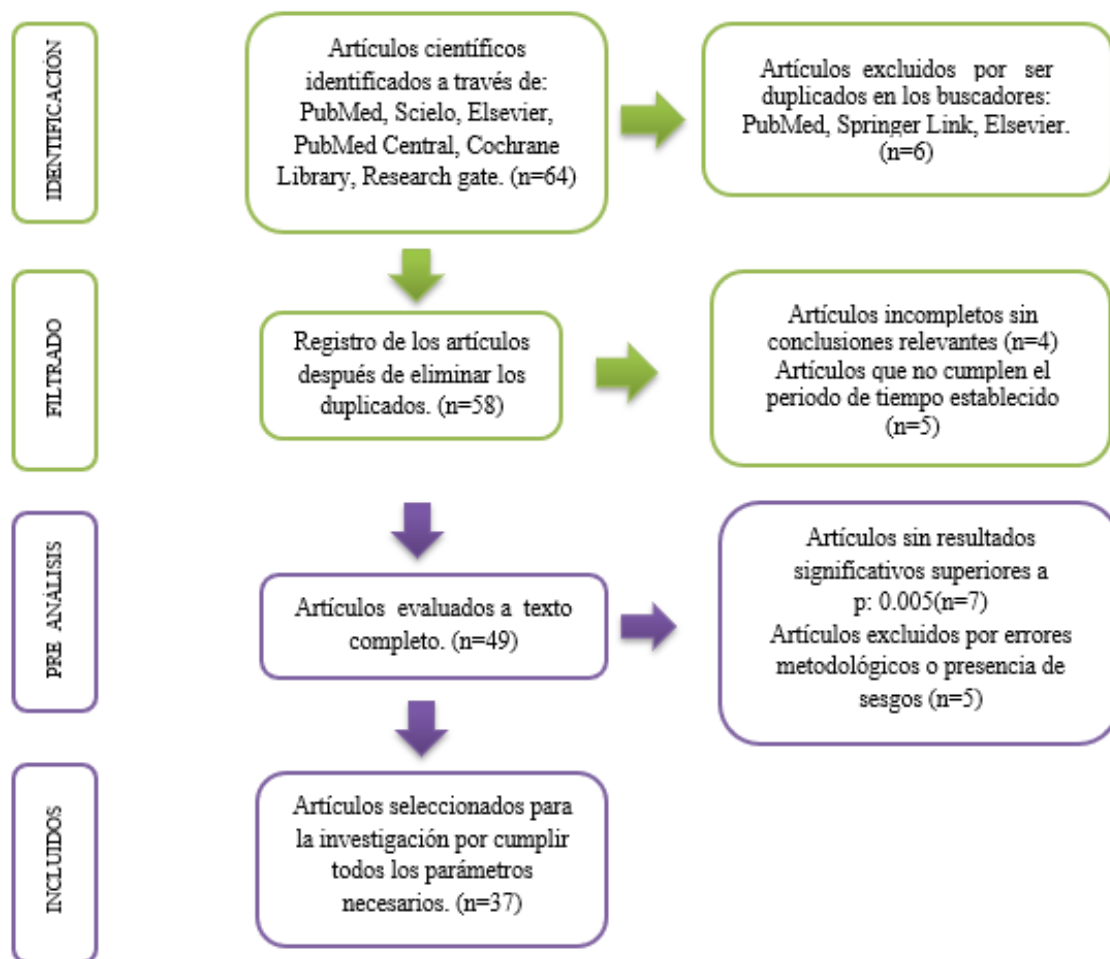 IDENTIFICACIÓN
Artículos científicos
identificados a través de:
PubMed, Scielo, Elsevier,
PubMed Central, Cochrane
Library, Research gate. (n=64)
Artículos excluidos por ser
duplicados en los buscadores:
PubMed, Springer Link, Elsevier.
(n=6)
FILTRADO
Registro de los artículos
después de eliminar los
duplicados. (n=58)
Artículos incompletos sin
conclusiones relevantes (n=4)
Artículos que no cumplen el
periodo de tiempo establecido
(n=5)
PRE ANÁLISIS
Artículos evaluados a texto
completo. (n=49)
Artículos sin resultados
significativos superiores a
p: 0.005(n=7)
Artículos excluidos por errores
metodológicos o presencia de
sesgos (n=5)
INCLUIDOS
Artículos seleccionados para
la investigación por cumplir
todos los parámetros
necesarios. (n=37)